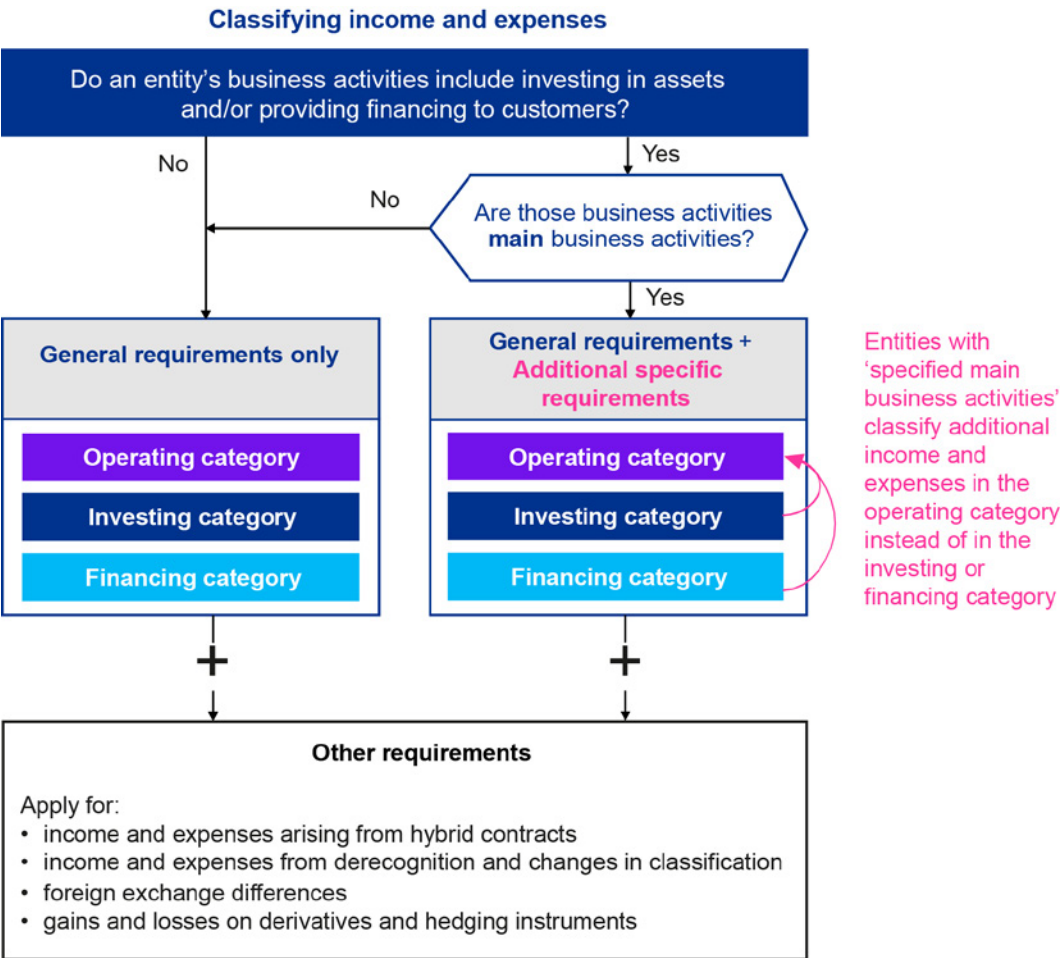 Classifying income and expenses
Do an entity's business activities include investing in assets
and/or providing financing to customers?
No
Yes
No
Are those business activities
main business activities?
Yes
General requirements only
General requirements +
Additional specific
requirements
Operating category
Investing category
Financing category
Operating category
Investing category
Financing category
Entities with
‘specified main
business activities’
classify additional
income and
expenses in the
operating category
instead of in the
investing or
financing category
+
+
Other requirements
Apply for:
• income and expenses arising from hybrid contracts
• income and expenses from derecognition and changes in classification
• foreign exchange differences
• gains and losses on derivatives and hedging instruments